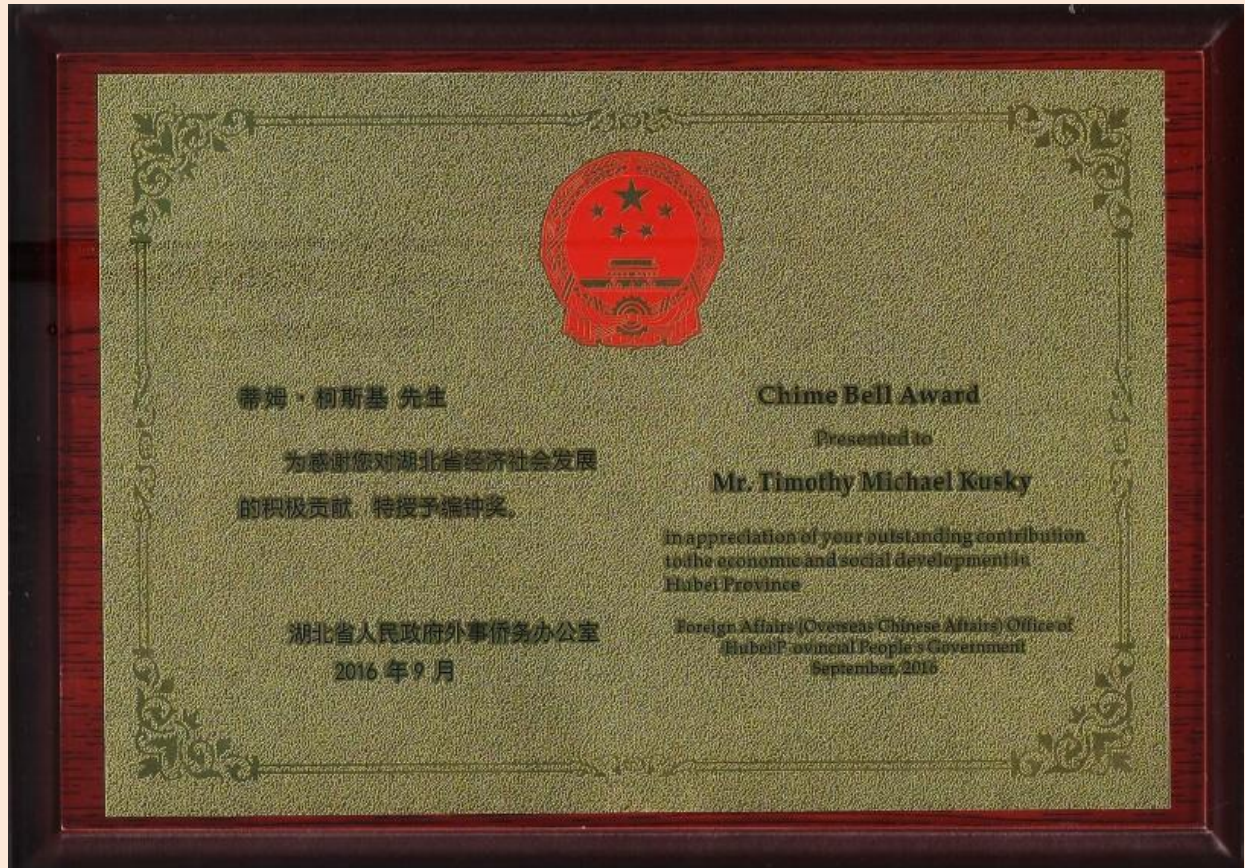 蒂姆·柯斯基 先生
为感谢您对湖北省经济社会发展
的积极贡献，特授予编钟奖。
湖北省人民政府外事侨务办公室
2016 年 9 月
Chime Bell Award
Presented to
Mr. Timothy Michael Kusky
in appreciation of your outstanding contribution
to the economic and social development in
Hubei Province
Foreign Affairs (Overseas Chinese Affairs) Office of
Hubei Provincial People's Government
September, 2016